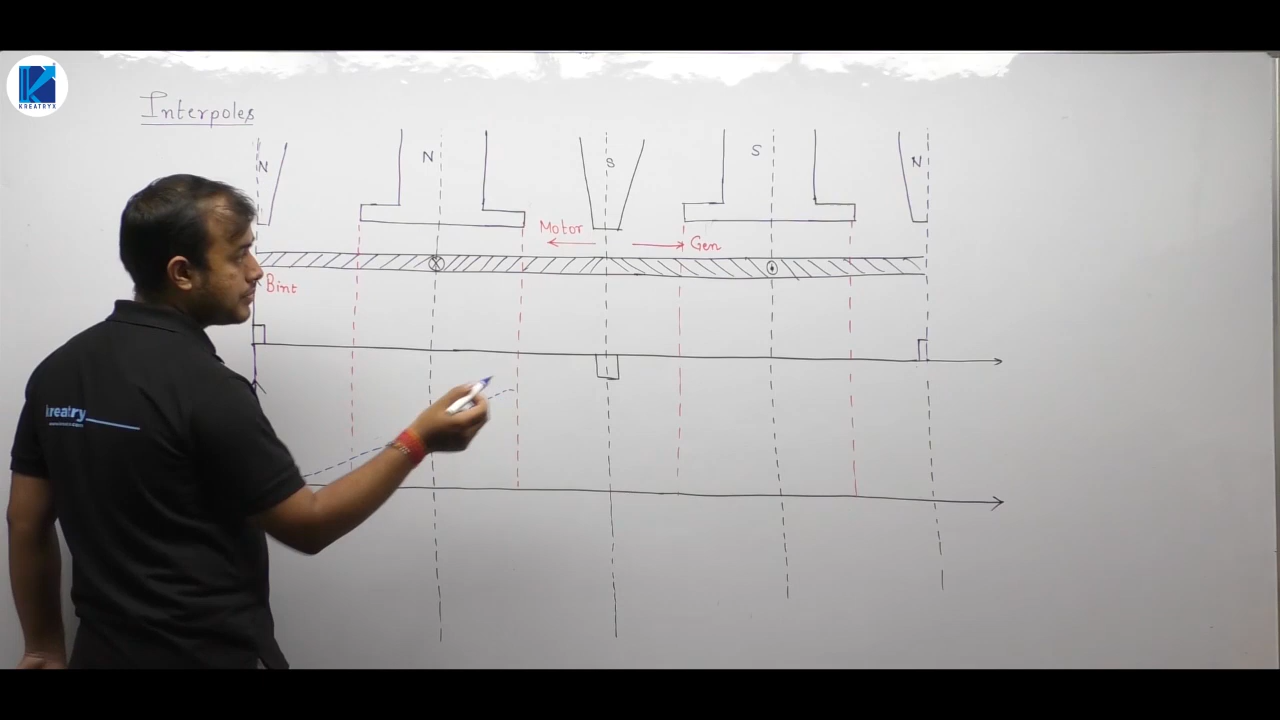 KREATRYX
Interpoles
N
N
S
S
N
Motor
Gen
Bint
kreatry